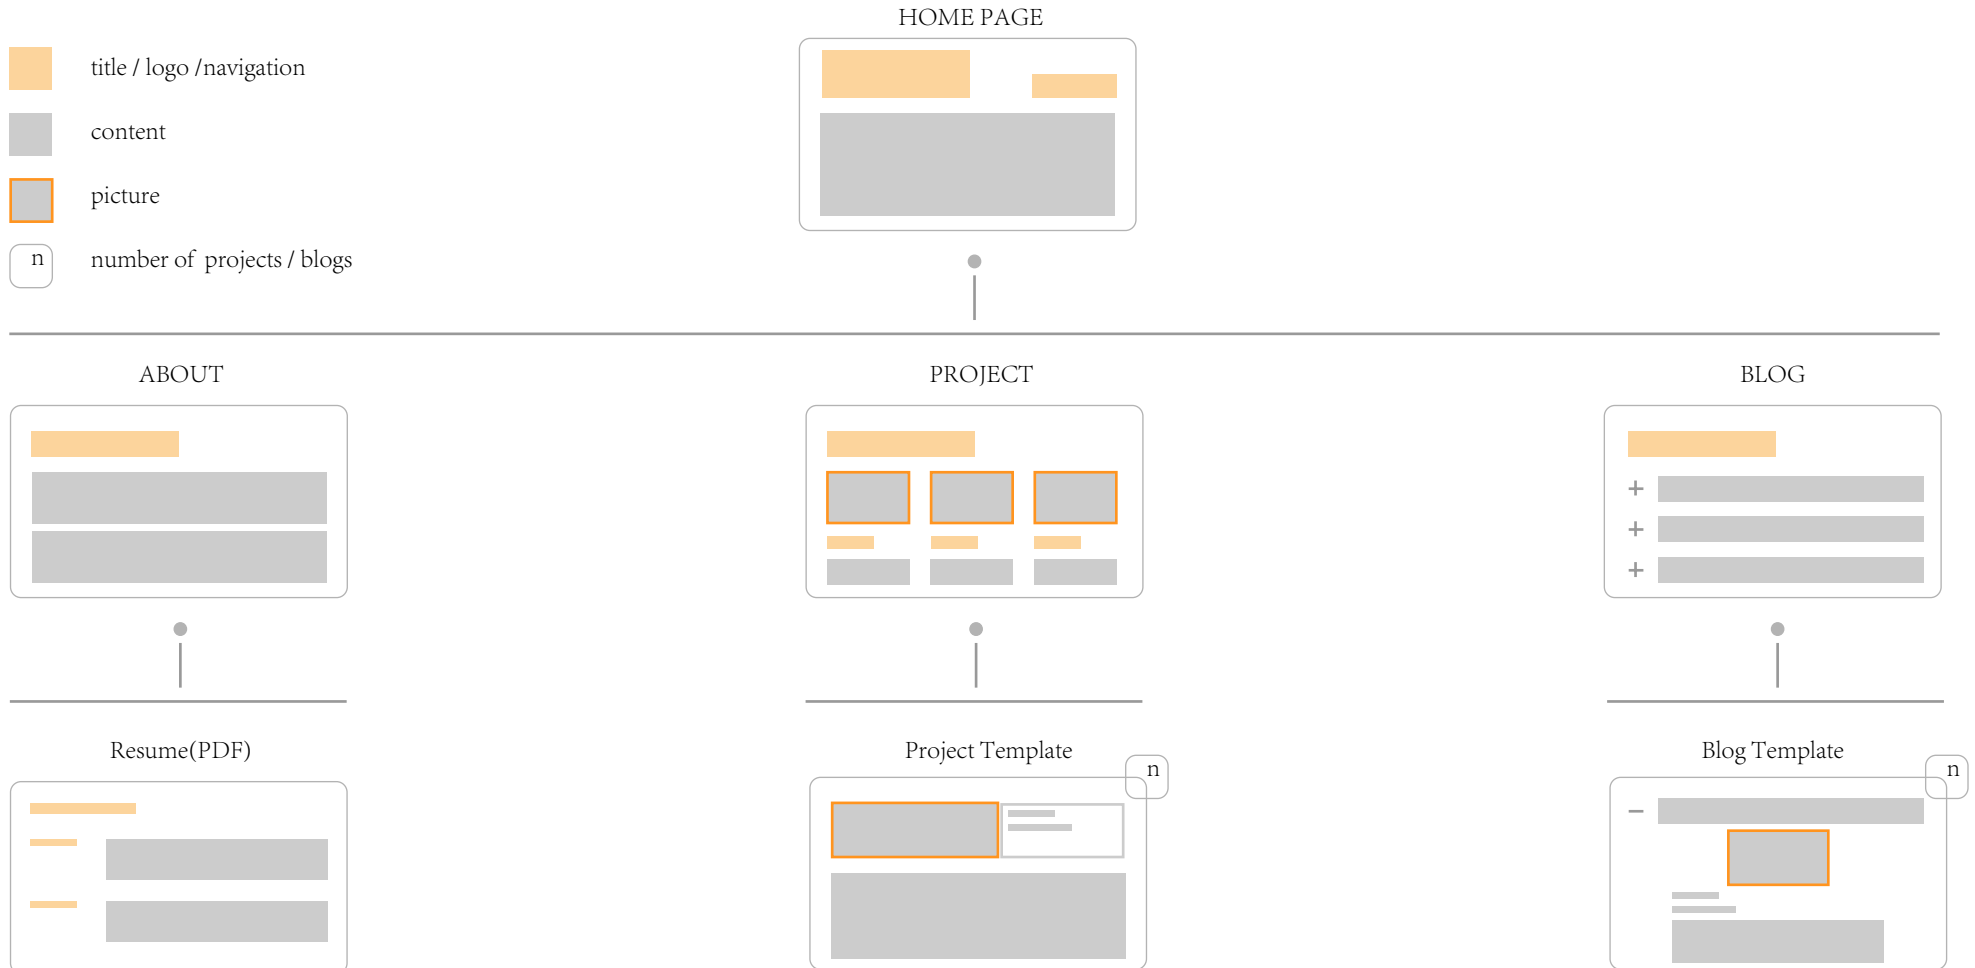 HOME PAGE
title / logo /navigation
content
picture
n
number of projects / blogs
ABOUT
PROJECT
BLOG
+
+
+
Resume(PDF)
Project Template
n
Blog Template
n
–